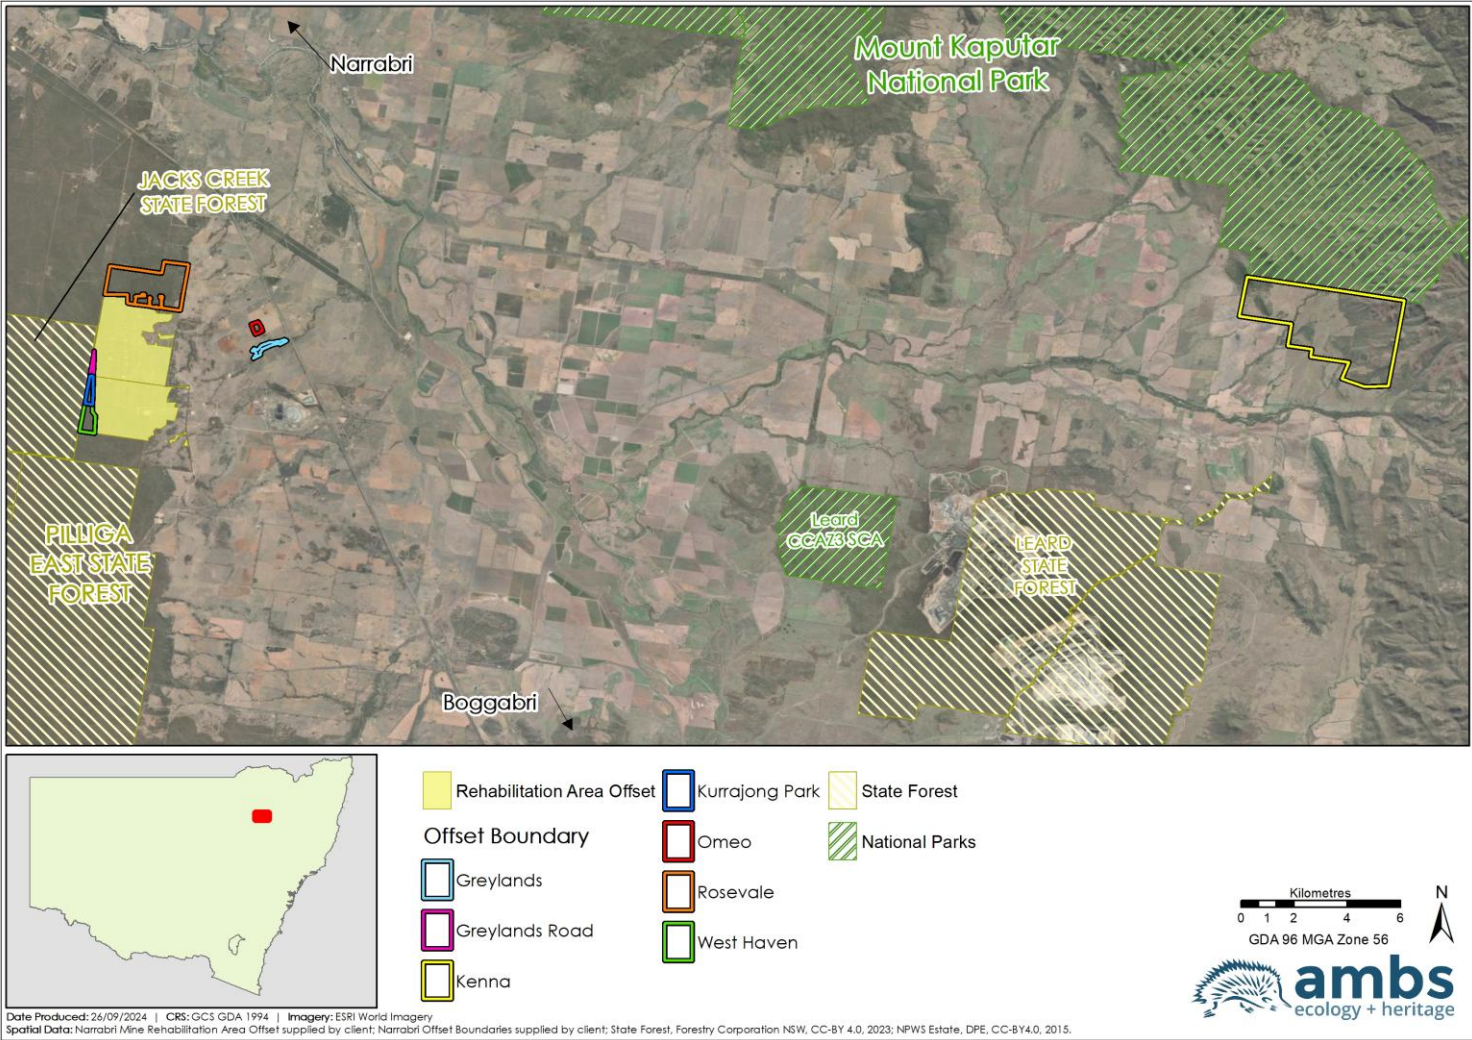 Mount Kaputar
National Park
Narrabri
JACKS CREEK
STATE FOREST
Leard
CCAZ3 SCA
LEARD
STATE
FOREST
PILLIGA
EAST STATE
FOREST
Boggabri
Rehabilitation Area Offset
Offset Boundary
Greylands
Greylands Road
Kenna
Kurrajong Park
Omeo
Rosevale
West Haven
State Forest
National Parks
Kilometres
0 1 2 4 6
GDA 96 MGA Zone 56
N
ambs
ecology + heritage
Date Produced: 26/09/2024 | CRS: GCS GDA 1994 | Imagery: ESRI World Imagery
Spatial Data: Narrabri Mine Rehabilitation Area Offset supplied by client; Narrabri Offset Boundaries supplied by client; State Forest, Forestry Corporation NSW, CC-BY 4.0, 2023; NPWS Estate, DPE, CC-BY4.0, 2015.